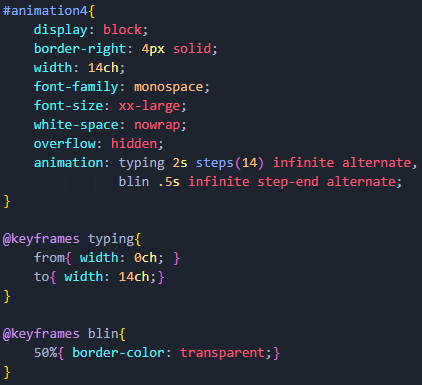 #animation4{
    display: block;
    border-right: 4px solid;
    width: 14ch;
    font-family: monospace;
    font-size: xx-large;
    white-space: nowrap;
    overflow: hidden;
    animation: typing 2s steps(14) infinite alternate,
               blin .5s infinite step-end alternate;
}

@keyframes typing{
    from{ width: 0ch; }
    to{ width: 14ch;}
}

@keyframes blin{
    50%{ border-color: transparent;}
}